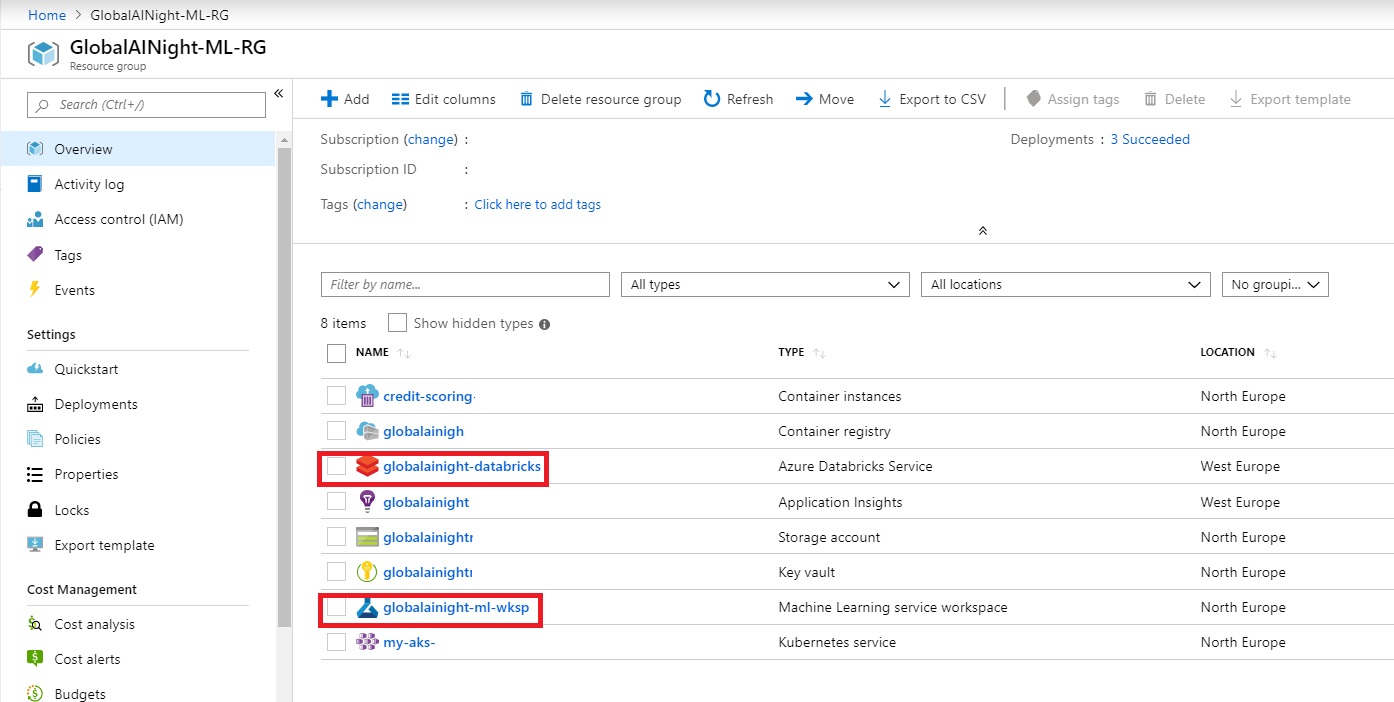 Home > GlobalAINight-ML-RG
GlobalAINight-ML-RG
Resource group
Search (Ctrl+/)
«
Overview
Activity log
Access control (IAM)
Tags
Events
Settings
Quickstart
Deployments
Policies
Properties
Locks
Export template
Cost Management
Cost analysis
Cost alerts
Budgets
Add Edit columns Delete resource group Refresh Move Export to CSV Assign tags Delete Export template
Subscription (change) : Deployments : 3 Succeeded
Subscription ID :
Tags (change) : Click here to add tags
Filter by name... All types All locations No groupi...
8 items Show hidden types
NAME TYPE LOCATION
credit-scoring- Container instances North Europe
globalainigh Container registry North Europe
globalainight-databricks Azure Databricks Service West Europe
globalainight Application Insights West Europe
globalainight Storage account North Europe
globalainight Key vault North Europe
globalainight-ml-wksp Machine Learning service workspace North Europe
my-aks- Kubernetes service North Europe